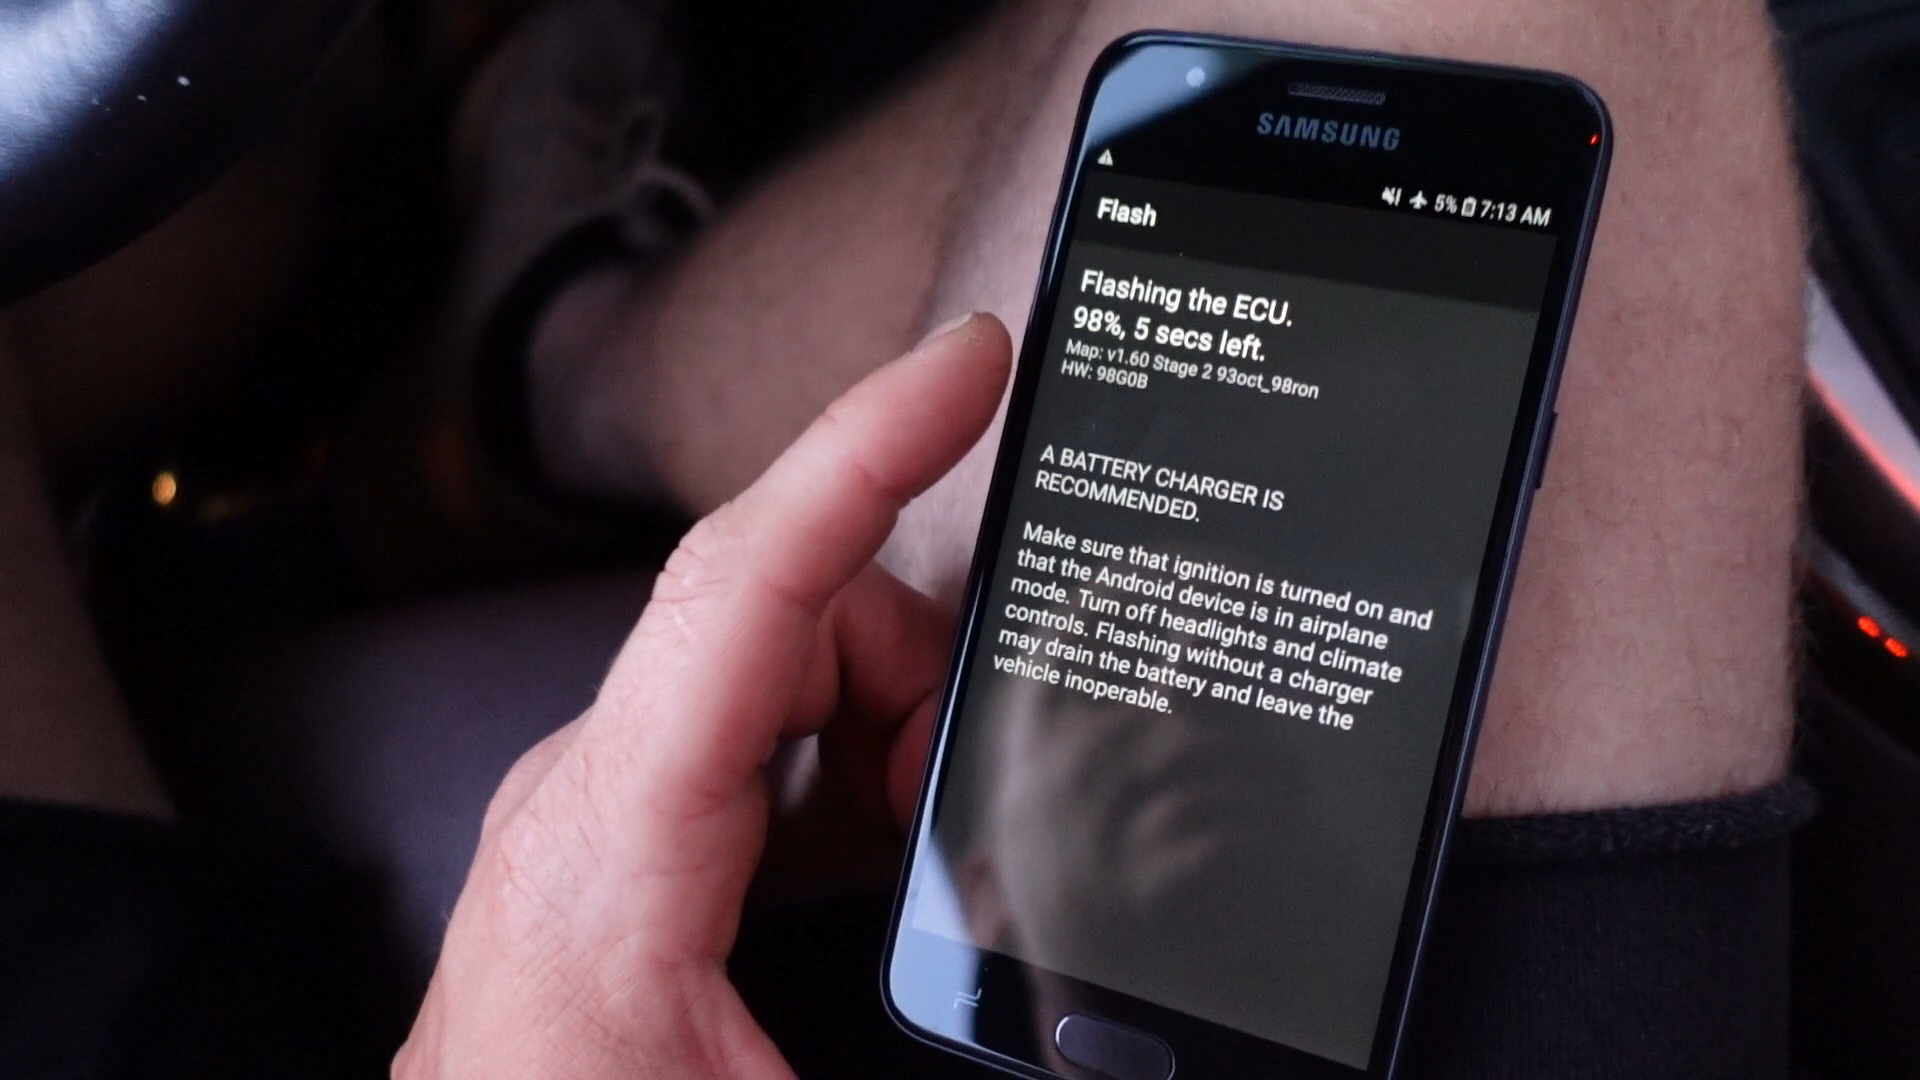 SAMSUNG
5% 7:13 AM
Flash
Flashing the ECU.
98%, 5 secs left.
Map: v1.60 Stage 2 93oct_98ron
HW: 98G0B
A BATTERY CHARGER IS
RECOMMENDED.
Make sure that ignition is turned on and
that the Android device is in airplane
mode. Turn off headlights and climate
controls. Flashing without a charger
may drain the battery and leave the
vehicle inoperable.